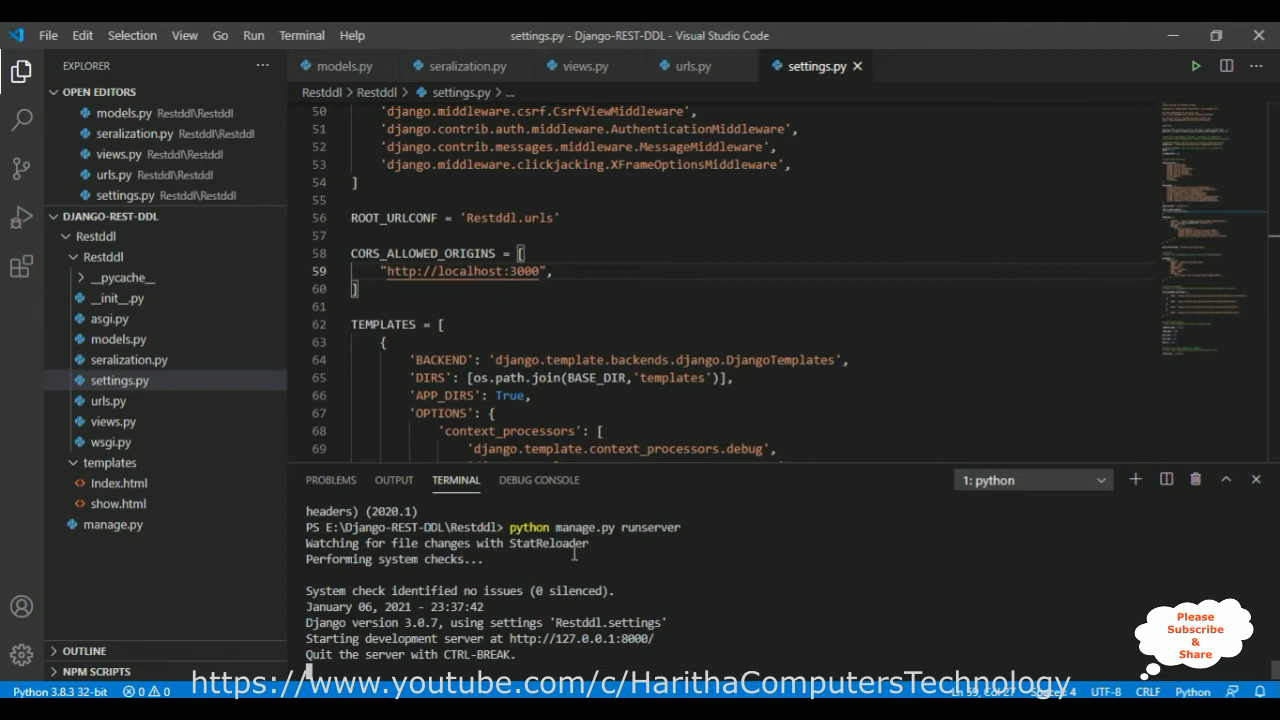 File Edit Selection View Go Run Terminal Help settings.py - Django-REST-DDL - Visual Studio Code
EXPLORER
OPEN EDITORS
models.py Restddl\Restddl
seralization.py Restddl\Restddl
views.py Restddl\Restddl
urls.py Restddl\Restddl
settings.py Restddl\Restddl
DJANGO-REST-DDL
Restddl
Restddl
__pycache__
__init__.py
asgi.py
models.py
seralization.py
settings.py
urls.py
views.py
wsgi.py
templates
Index.html
show.html
manage.py
OUTLINE
NPM SCRIPTS
models.py seralization.py views.py urls.py settings.py
Restddl > Restddl > settings.py > ...
50 'django.middleware.csrf.CsrfViewMiddleware',
51 'django.contrib.auth.middleware.AuthenticationMiddleware',
52 'django.contrib.messages.middleware.MessageMiddleware',
53 'django.middleware.clickjacking.XFrameOptionsMiddleware',
54 ]
55
56 ROOT_URLCONF = 'Restddl.urls'
57
58 CORS_ALLOWED_ORIGINS = [
59 "http://localhost:3000",
60 ]
61
62 TEMPLATES = [
63 {
64 'BACKEND': 'django.template.backends.django.DjangoTemplates',
65 'DIRS': [os.path.join(BASE_DIR,'templates')],
66 'APP_DIRS': True,
67 'OPTIONS': {
68 'context_processors': [
69 'django.template.context_processors.debug',
PROBLEMS OUTPUT TERMINAL DEBUG CONSOLE 1: python
headers) (2020.1)
PS E:\Django-REST-DDL\Restddl> python manage.py runserver
Watching for file changes with StatReloader
Performing system checks...
System check identified no issues (0 silenced).
January 06, 2021 - 23:37:42
Django version 3.0.7, using settings 'Restddl.settings'
Starting development server at http://127.0.0.1:8000/
Quit the server with CTRL-BREAK.
Please
Subscribe
&
Share
https://www.youtube.com/c/HarithaComputersTechnology
Python 3.8.3 32-bit 0 0 Ln 59, Col 27 Spaces: 4 UTF-8 CRLF Python